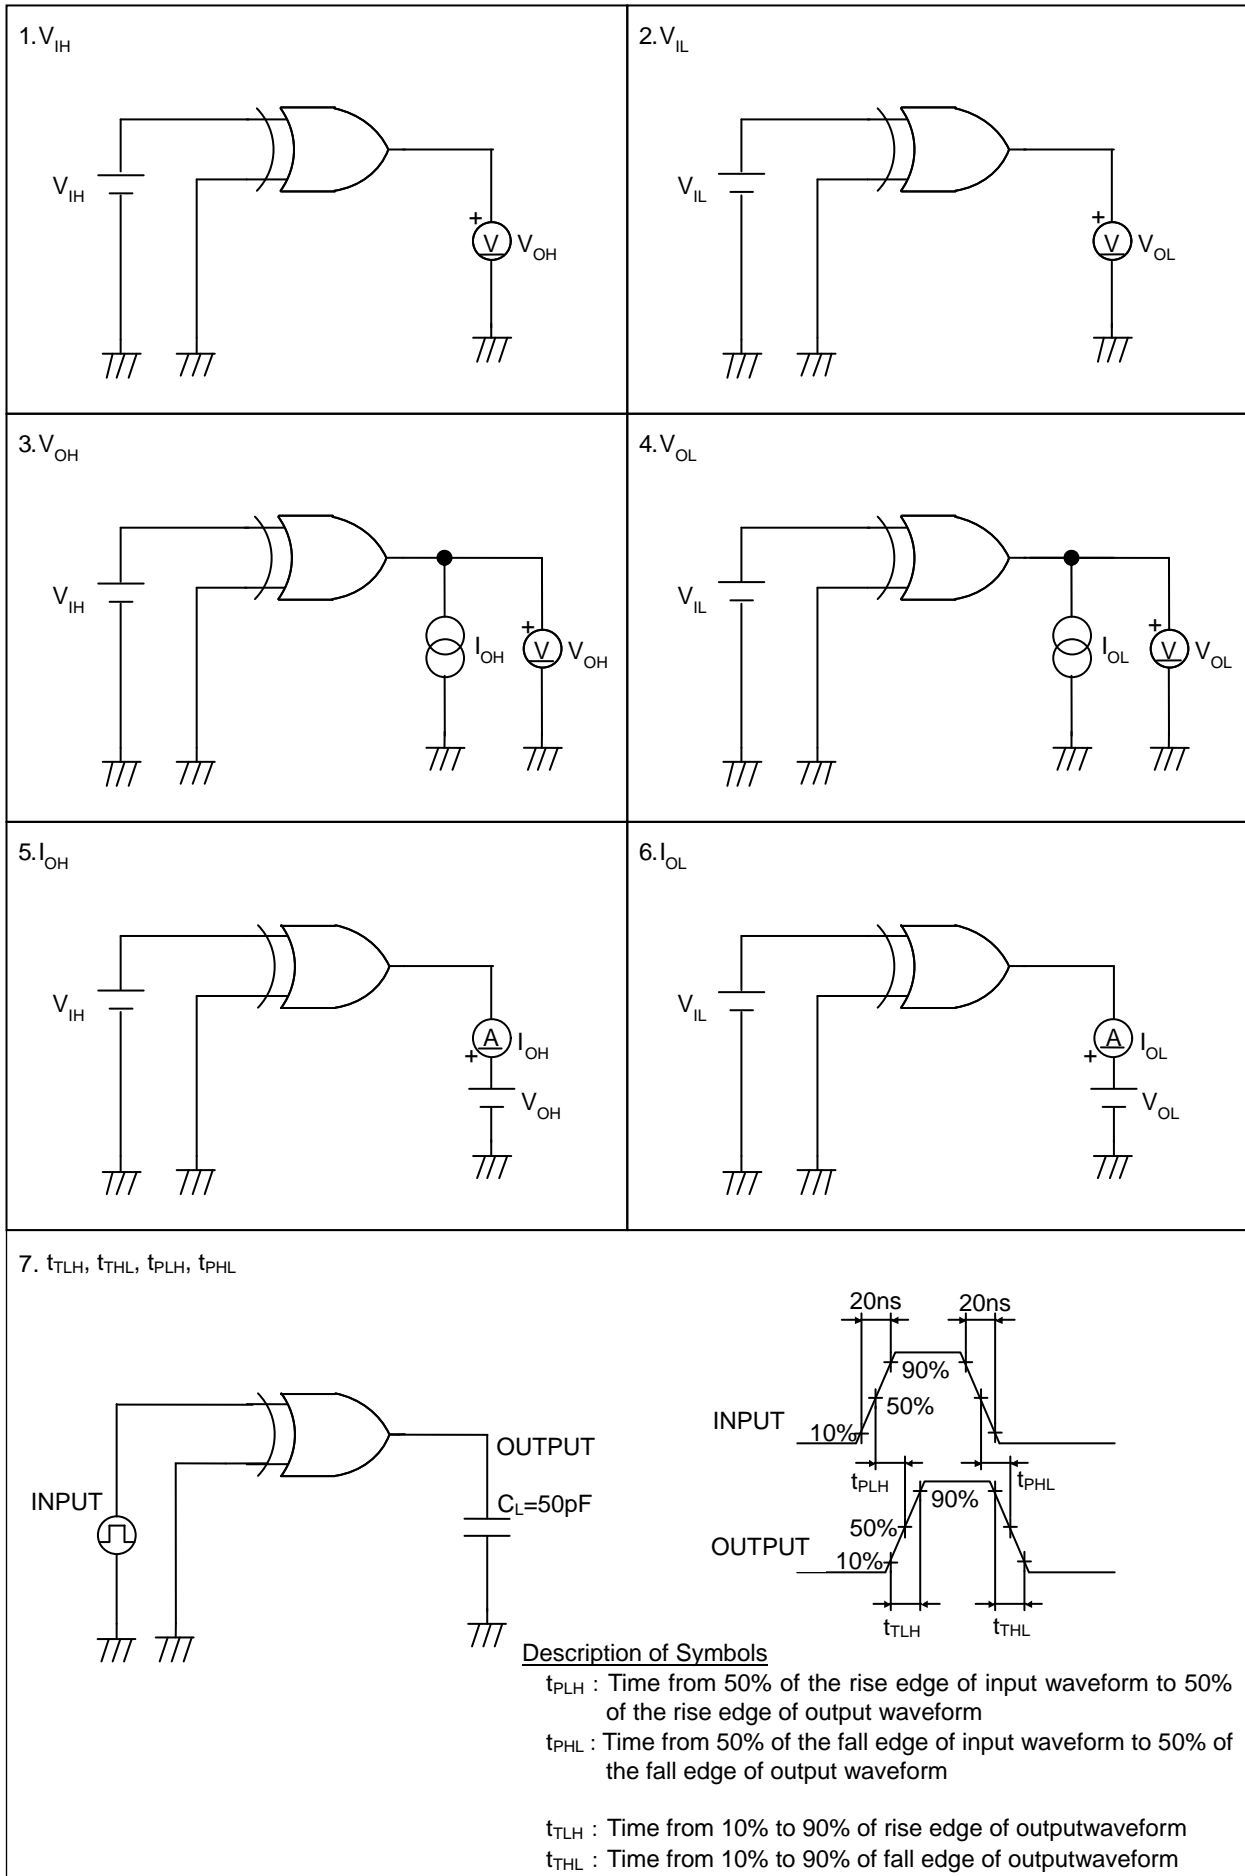 1.VIH
VIH
+
V
VOH
2.VIL
VIL
+
V
VOL
3.VOH
VIH
IOH
+
V
VOH
4.VOL
VIL
IOL
+
V
VOL
5.IOH
VIH
A
+
IOH
VOH
6.IOL
VIL
A
+
IOL
VOL
7. tTLH, tTHL, tPLH, tPHL
INPUT
OUTPUT
CL=50pF
20ns
20ns
90%
50%
INPUT
10%
tPLH
tPHL
90%
50%
OUTPUT
10%
tTLH
tTHL
Description of Symbols
tPLH : Time from 50% of the rise edge of input waveform to 50%
of the rise edge of output waveform
tPHL : Time from 50% of the fall edge of input waveform to 50% of
the fall edge of output waveform
tTLH : Time from 10% to 90% of rise edge of outputwaveform
tTHL : Time from 10% to 90% of fall edge of outputwaveform